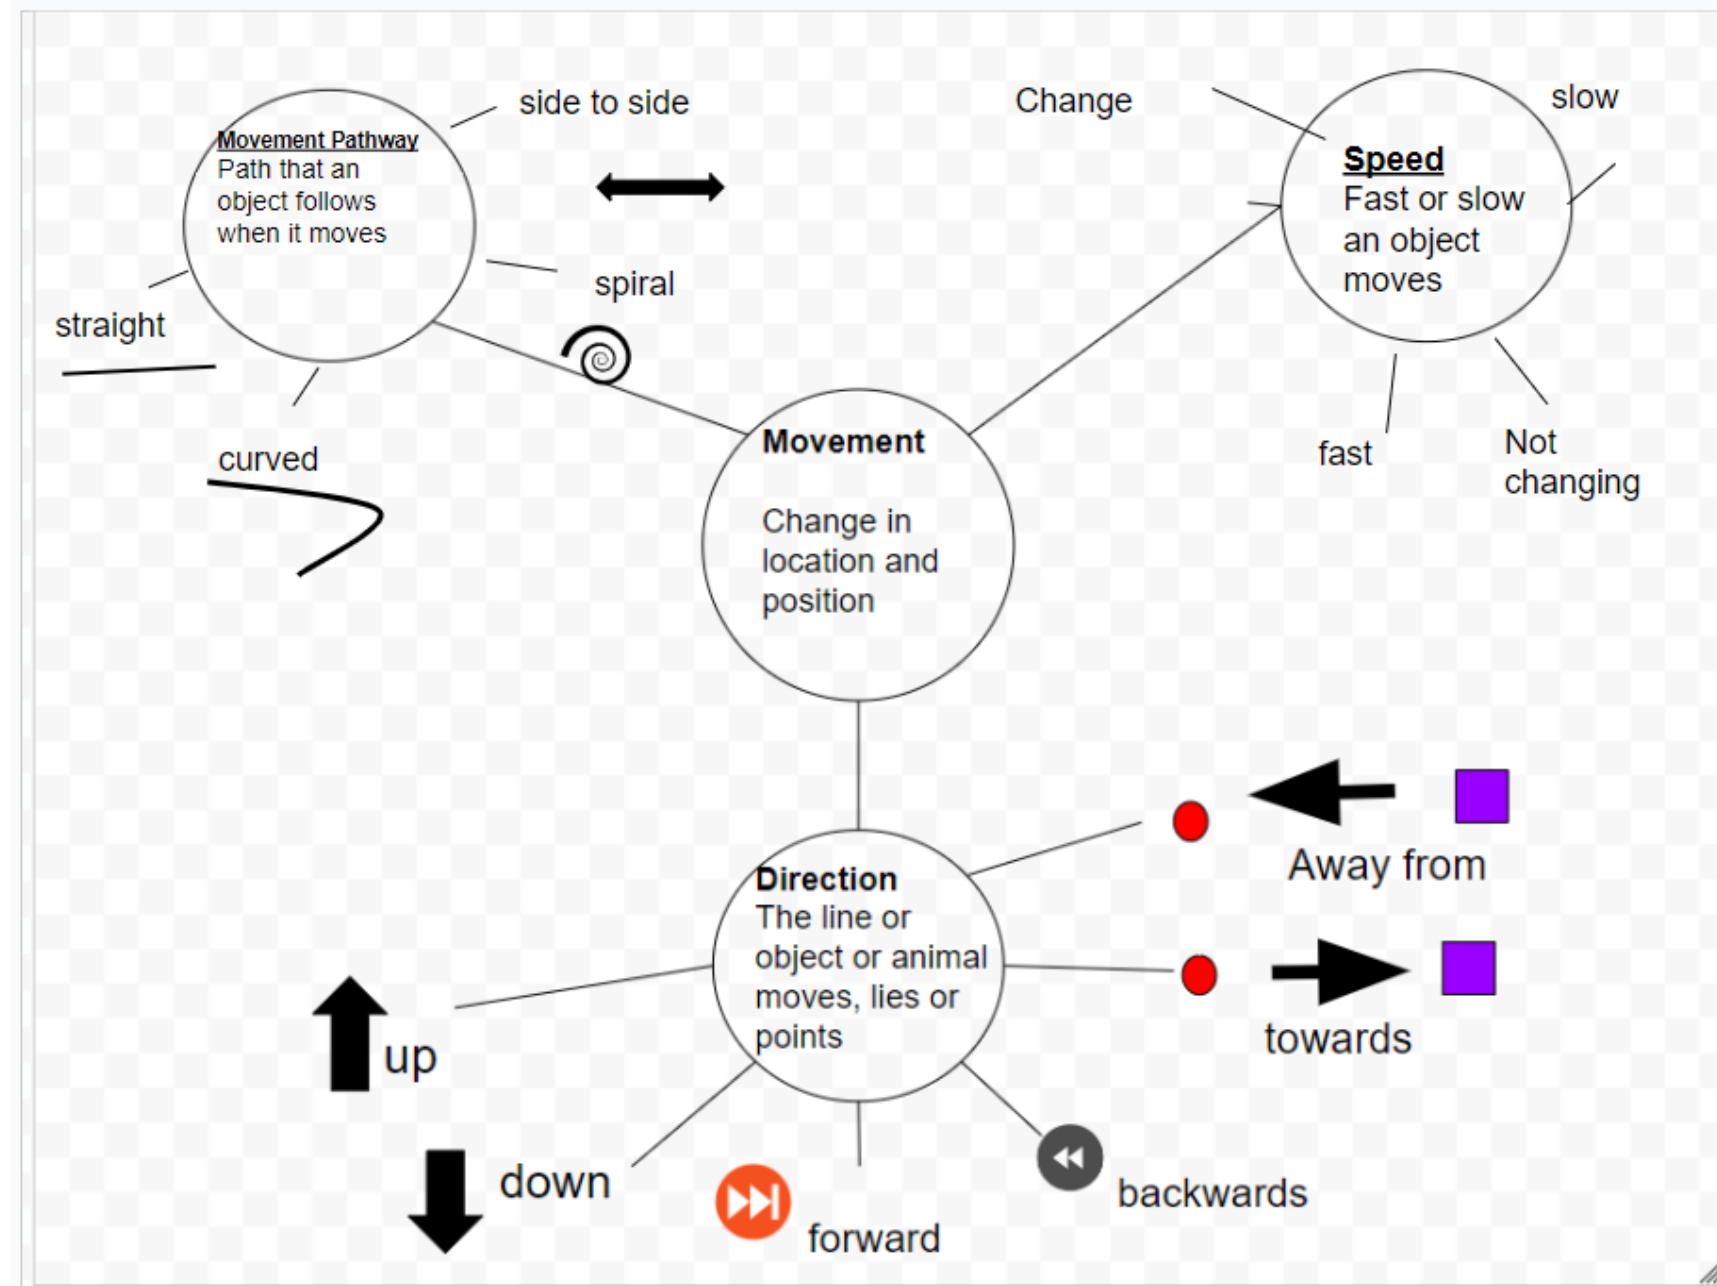 Movement Pathway
Path that an
object follows
when it moves
side to side
spiral
straight
curved
Change
slow
Speed
Fast or slow
an object
moves
fast
Not
changing
Movement
Change in
location and
position
Direction
The line or
object or animal
moves, lies or
points
Away from
towards
up
down
forward
backwards